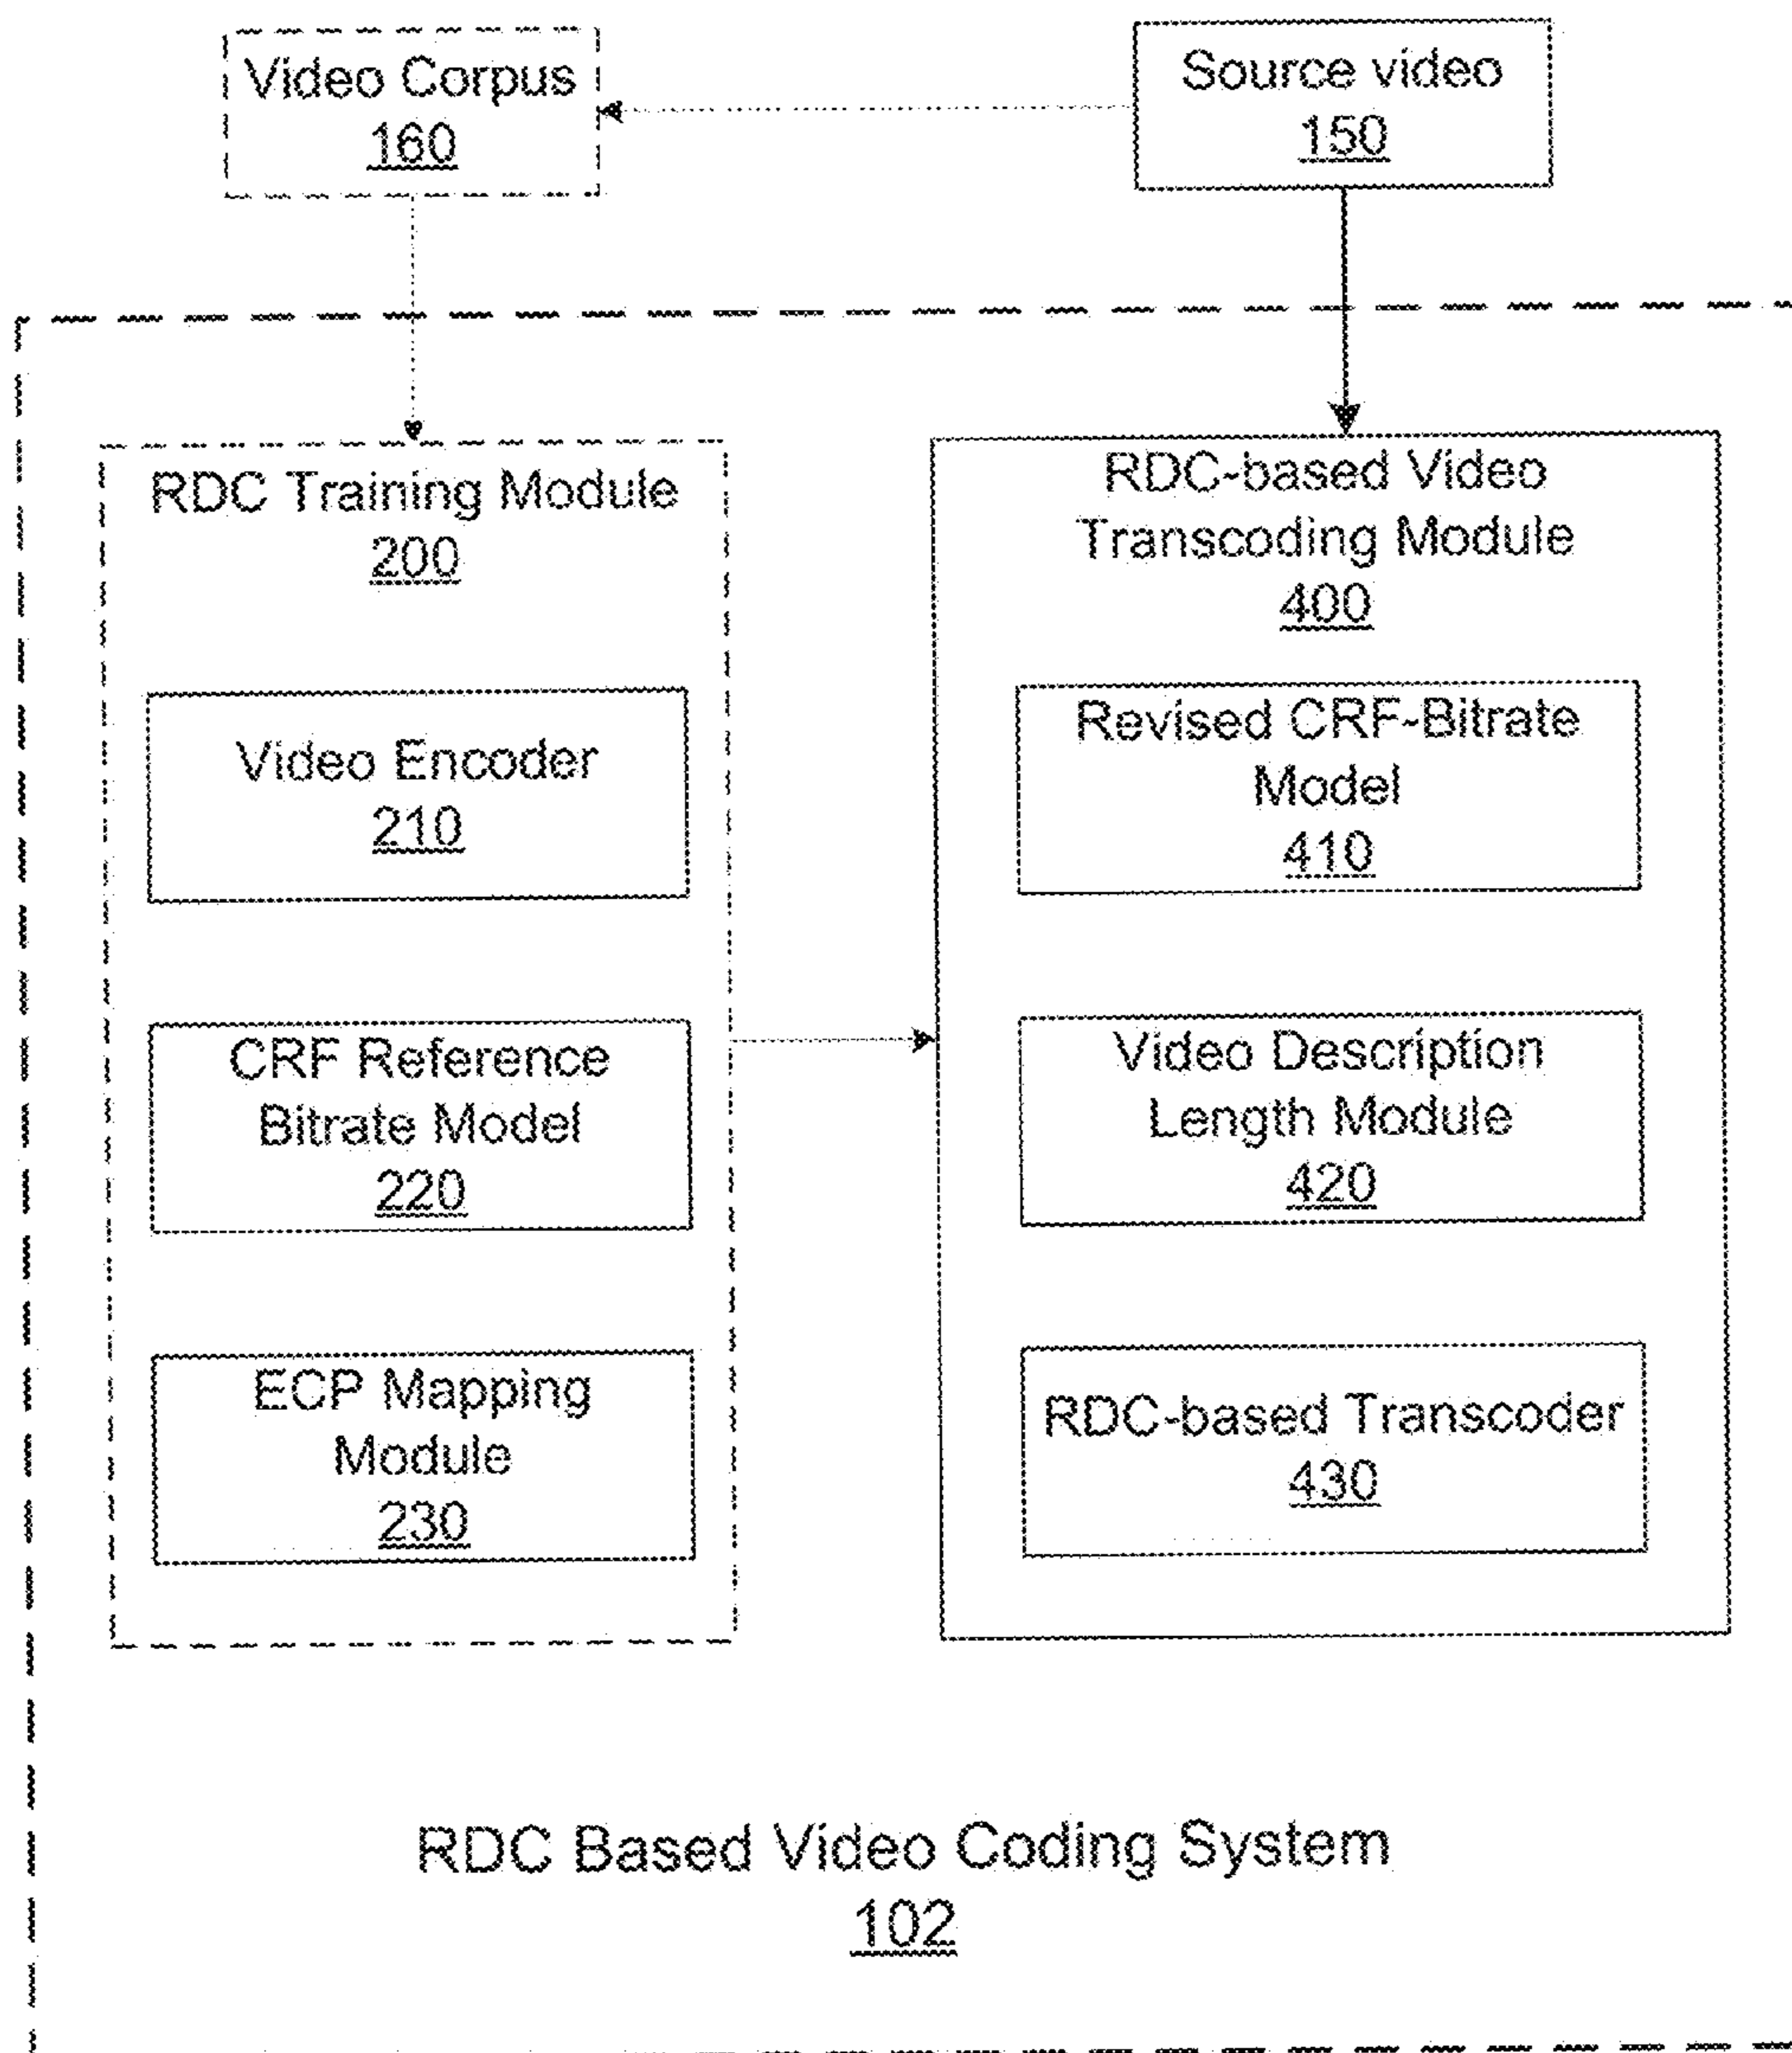 Video Corpus
160
Source video
150
RDC Training Module
200
Video Encoder
210
CRF Reference
Bitrate Model
220
ECP Mapping
Module
230
RDC-based Video
Transcoding Module
400
Revised CRF-Bitrate
Model
410
Video Description
Length Module
420
RDC-based Transcoder
430
RDC Based Video Coding System
102